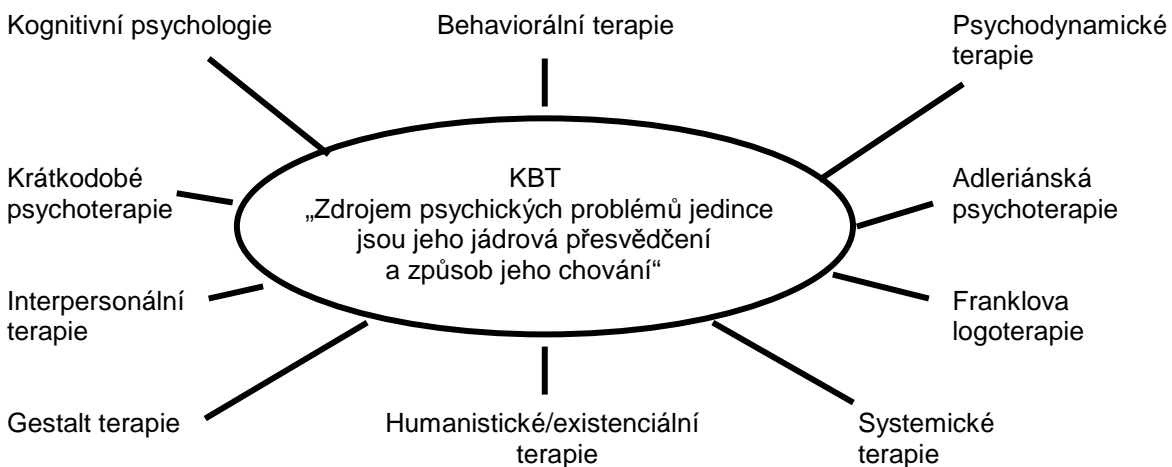 Kognitivní psychologie
Behaviorální terapie
Psychodynamické
terapie
Krátkodobé
psychoterapie
KBT
„Zdrojem psychických problémů jedince
jsou jeho jádrová přesvědčení
a způsob jeho chování“
Adleriánská
psychoterapie
Interpersonální
terapie
Franklova
logoterapie
Gestalt terapie
Humanistické/existenciální
terapie
Systemické
terapie